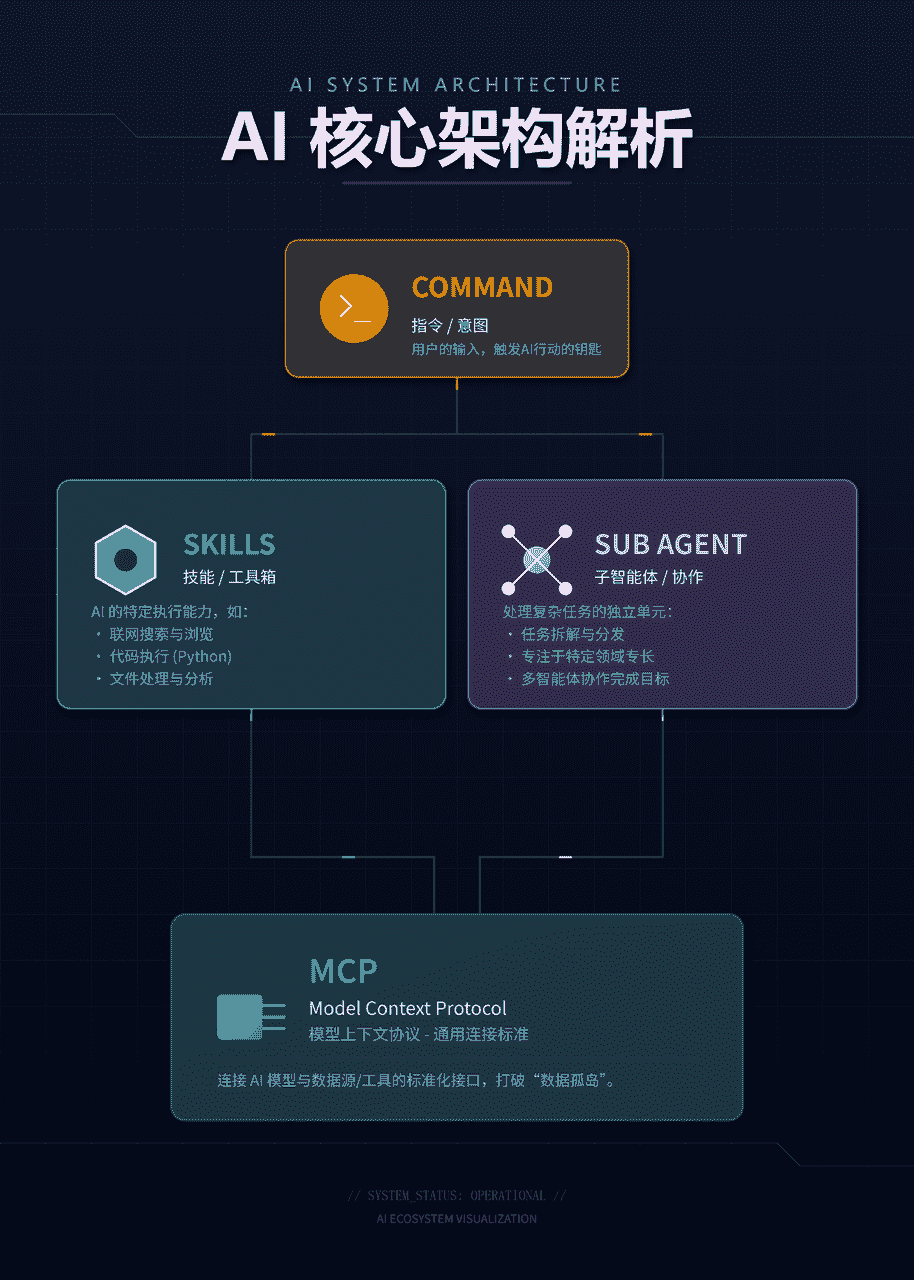 AI SYSTEM ARCHITECTURE
AI 核心架构解析
COMMAND
指令 / 意图
用户的输入，触发AI行动的钥匙
SKILLS
技能 / 工具箱
AI 的特定执行能力，如：
• 联网搜索与浏览
• 代码执行 (Python)
• 文件处理与分析
SUB AGENT
子智能体 / 协作
处理复杂任务的独立单元：
• 任务拆解与分发
• 专注于特定领域专长
• 多智能体协作完成目标
MCP
Model Context Protocol
模型上下文协议 - 通用连接标准
连接 AI 模型与数据源/工具的标准化接口，打破“数据孤岛”。
// SYSTEM_STATUS: OPERATIONAL //
AI ECOSYSTEM VISUALIZATION